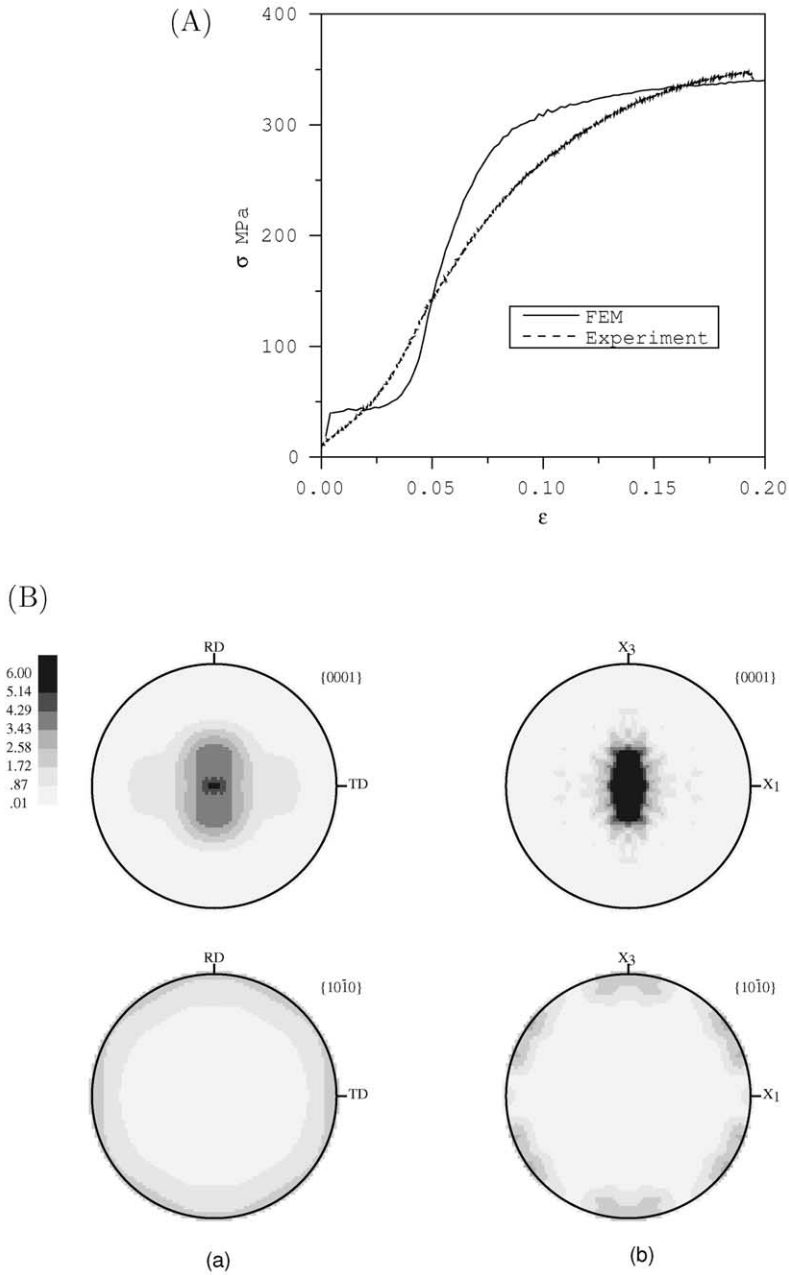 (A)
400
300
200
100
0
σ MPa
FEM
Experiment
0.00 0.05 0.10 0.15 0.20
ε
(B)
6.00
5.14
4.29
3.43
2.58
1.72
.87
.01
RD
{0001}
TD
X3
{0001}
X1
RD
{101̄0}
TD
X3
{101̄0}
X1
(a)
(b)